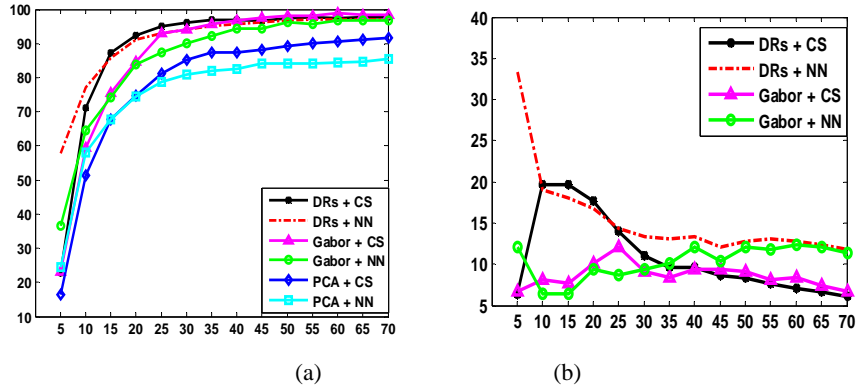 100
90
80
70
60
50
40
30
20
10
5 10 15 20 25 30 35 40 45 50 55 60 65 70
DRs + CS
DRs + NN
Gabor + CS
Gabor + NN
PCA + CS
PCA + NN
(a)
40
35
30
25
20
15
10
5
5 10 15 20 25 30 35 40 45 50 55 60 65 70
DRs + CS
DRs + NN
Gabor + CS
Gabor + NN
(b)